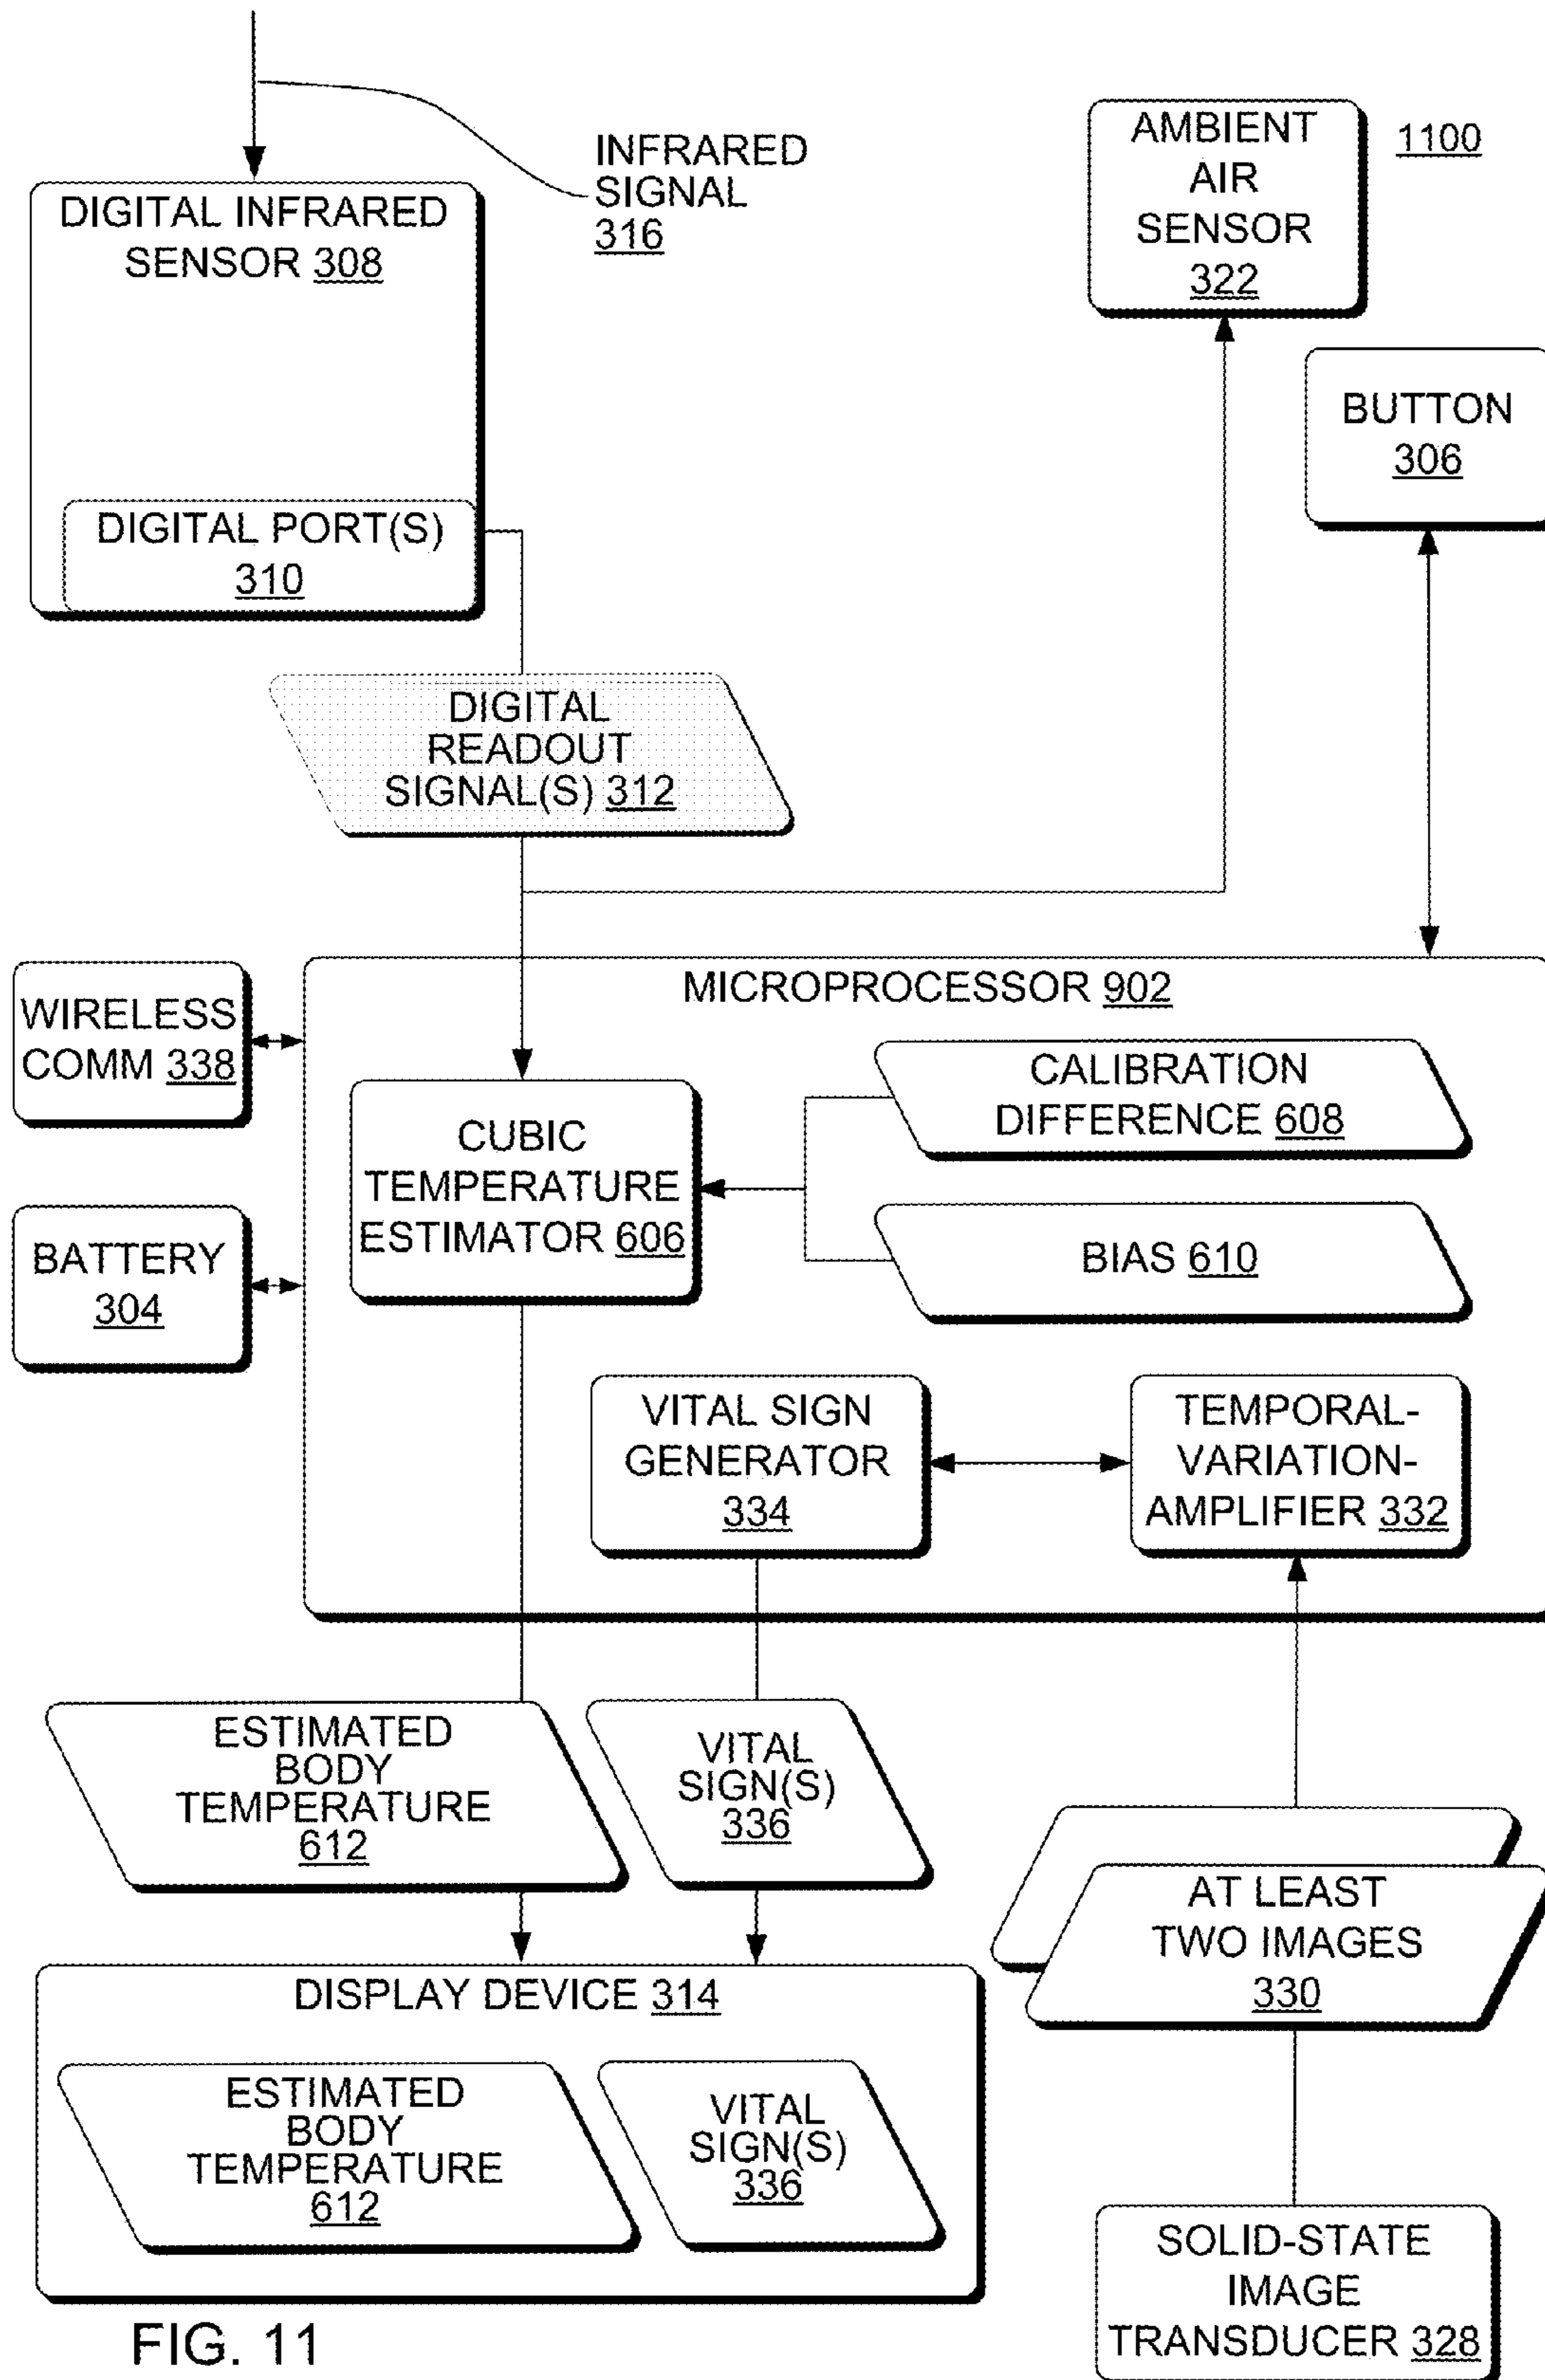 INFRARED
SIGNAL
316
AMBIENT
AIR
SENSOR
322
1100
DIGITAL INFRARED
SENSOR 308
BUTTON
306
DIGITAL PORT(S)
310
DIGITAL
READOUT
SIGNAL(S) 312
MICROPROCESSOR 902
WIRELESS
COMM 338
CALIBRATION
DIFFERENCE 608
CUBIC
TEMPERATURE
ESTIMATOR 606
BATTERY
304
BIAS 610
VITAL SIGN
GENERATOR
334
TEMPORAL-
VARIATION-
AMPLIFIER 332
ESTIMATED
BODY
TEMPERATURE
612
VITAL
SIGN(S)
336
AT LEAST
TWO IMAGES
330
DISPLAY DEVICE 314
ESTIMATED
BODY
TEMPERATURE
612
VITAL
SIGN(S)
336
SOLID-STATE
IMAGE
TRANSDUCER 328
FIG. 11